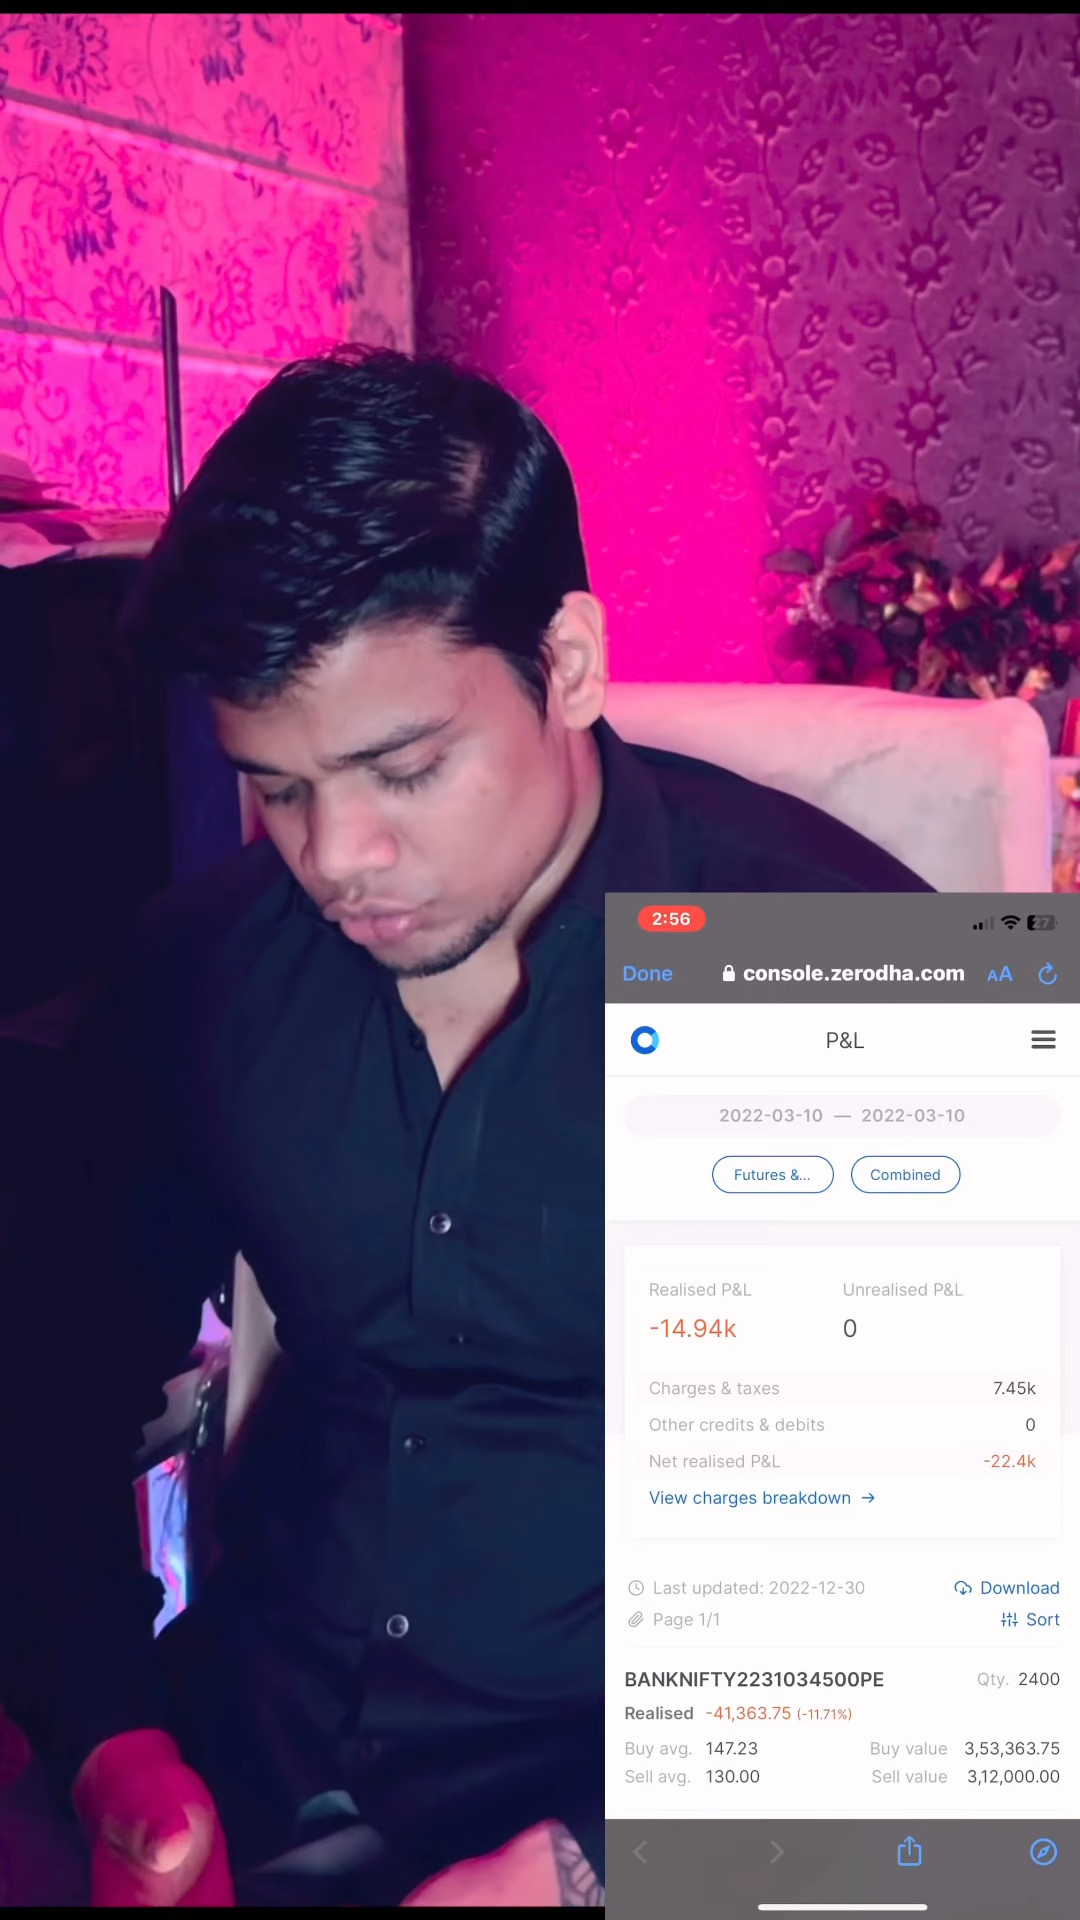 2:56
27
Done console.zerodha.com AA
P&L
2022-03-10 — 2022-03-10
Futures &... Combined
Realised P&L Unrealised P&L
-14.94k 0
Charges & taxes 7.45k
Other credits & debits 0
Net realised P&L -22.4k
View charges breakdown →
Last updated: 2022-12-30 Download
Page 1/1 Sort
BANKNIFTY2231034500PE Qty. 2400
Realised -41,363.75 (-11.71%)
Buy avg. 147.23 Buy value 3,53,363.75
Sell avg. 130.00 Sell value 3,12,000.00